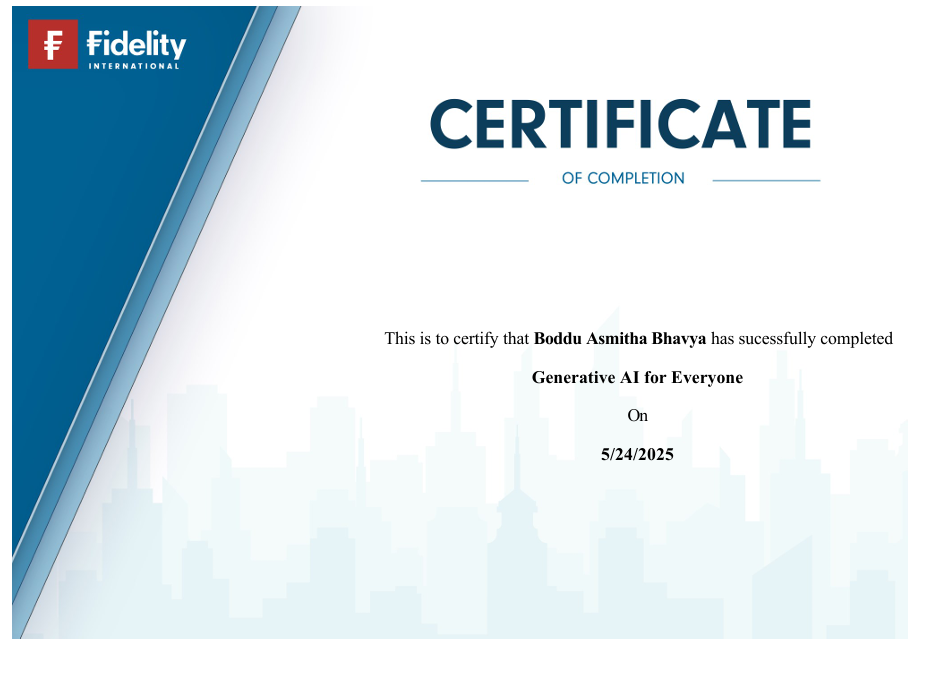 Fidelity
INTERNATIONAL
CERTIFICATE
OF COMPLETION
This is to certify that Boddu Asmitha Bhavya has sucessfully completed
Generative AI for Everyone
On
5/24/2025